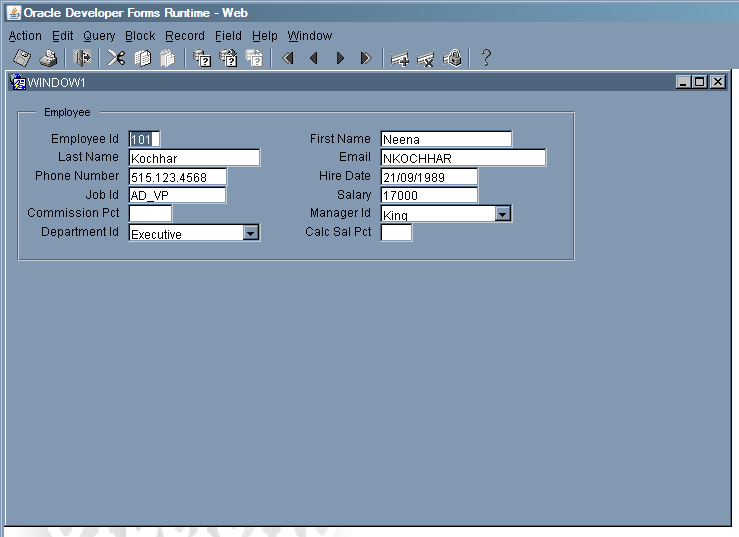 Oracle Developer Forms Runtime - Web
Action Edit Query Block Record Field Help Window
WINDOW1
Employee
Employee Id 101 First Name Neena
Last Name Kochhar Email NKOCHHAR
Phone Number 515.123.4568 Hire Date 21/09/1989
Job Id AD_VP Salary 17000
Commission Pct Manager Id King
Department Id Executive Calc Sal Pct